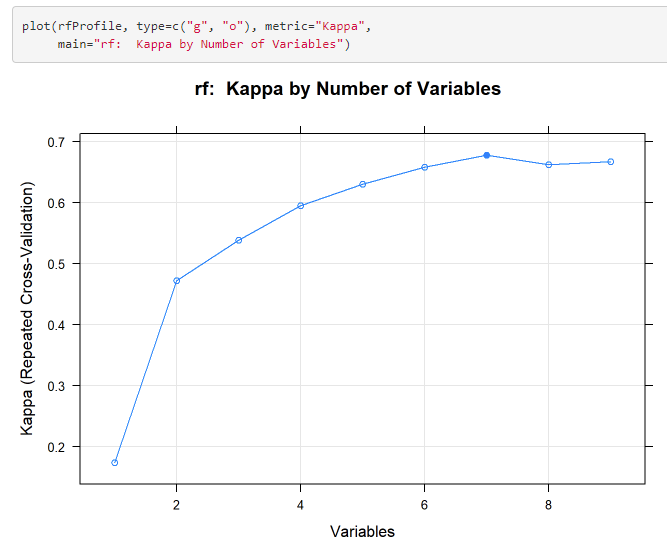 plot(rfProfile, type=c("g", "o"), metric="Kappa",
     main="rf:  Kappa by Number of Variables")
rf:  Kappa by Number of Variables
Kappa (Repeated Cross-Validation)
0.7
0.6
0.5
0.4
0.3
0.2
2 4 6 8
Variables